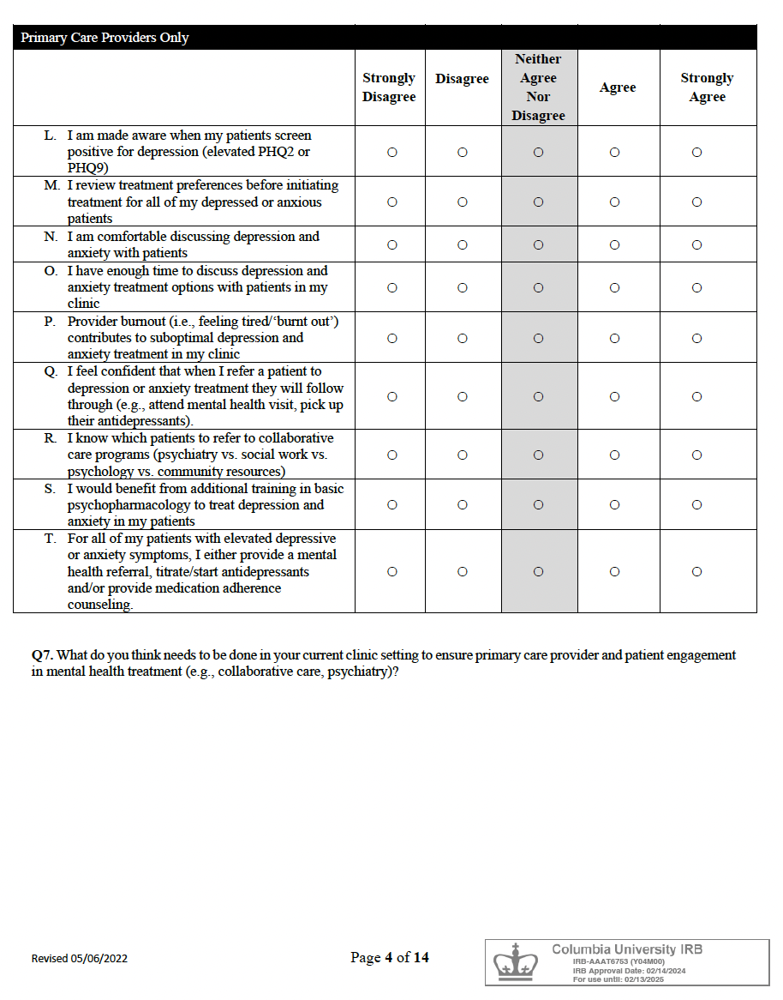 Primary Care Providers Only
Strongly Disagree
Disagree
Neither Agree Nor Disagree
Agree
Strongly Agree
L. I am made aware when my patients screen
positive for depression (elevated PHQ2 or
PHQ9)
M. I review treatment preferences before initiating
treatment for all of my depressed or anxious
patients
N. I am comfortable discussing depression and
anxiety with patients
O. I have enough time to discuss depression and
anxiety treatment options with patients in my
clinic
P. Provider burnout (i.e., feeling tired/‘burnt out’)
contributes to suboptimal depression and
anxiety treatment in my clinic
Q. I feel confident that when I refer a patient to
depression or anxiety treatment they will follow
through (e.g., attend mental health visit, pick up
their antidepressants).
R. I know which patients to refer to collaborative
care programs (psychiatry vs. social work vs.
psychology vs. community resources)
S. I would benefit from additional training in basic
psychopharmacology to treat depression and
anxiety in my patients
T. For all of my patients with elevated depressive
or anxiety symptoms, I either provide a mental
health referral, titrate/start antidepressants
and/or provide medication adherence
counseling.
Q7. What do you think needs to be done in your current clinic setting to ensure primary care provider and patient engagement
in mental health treatment (e.g., collaborative care, psychiatry)?
Revised 05/06/2022
Page 4 of 14
Columbia University IRB
IRB-AAAT6753 (Y04M00)
IRB Approval Date: 02/14/2024
For use until: 02/13/2025